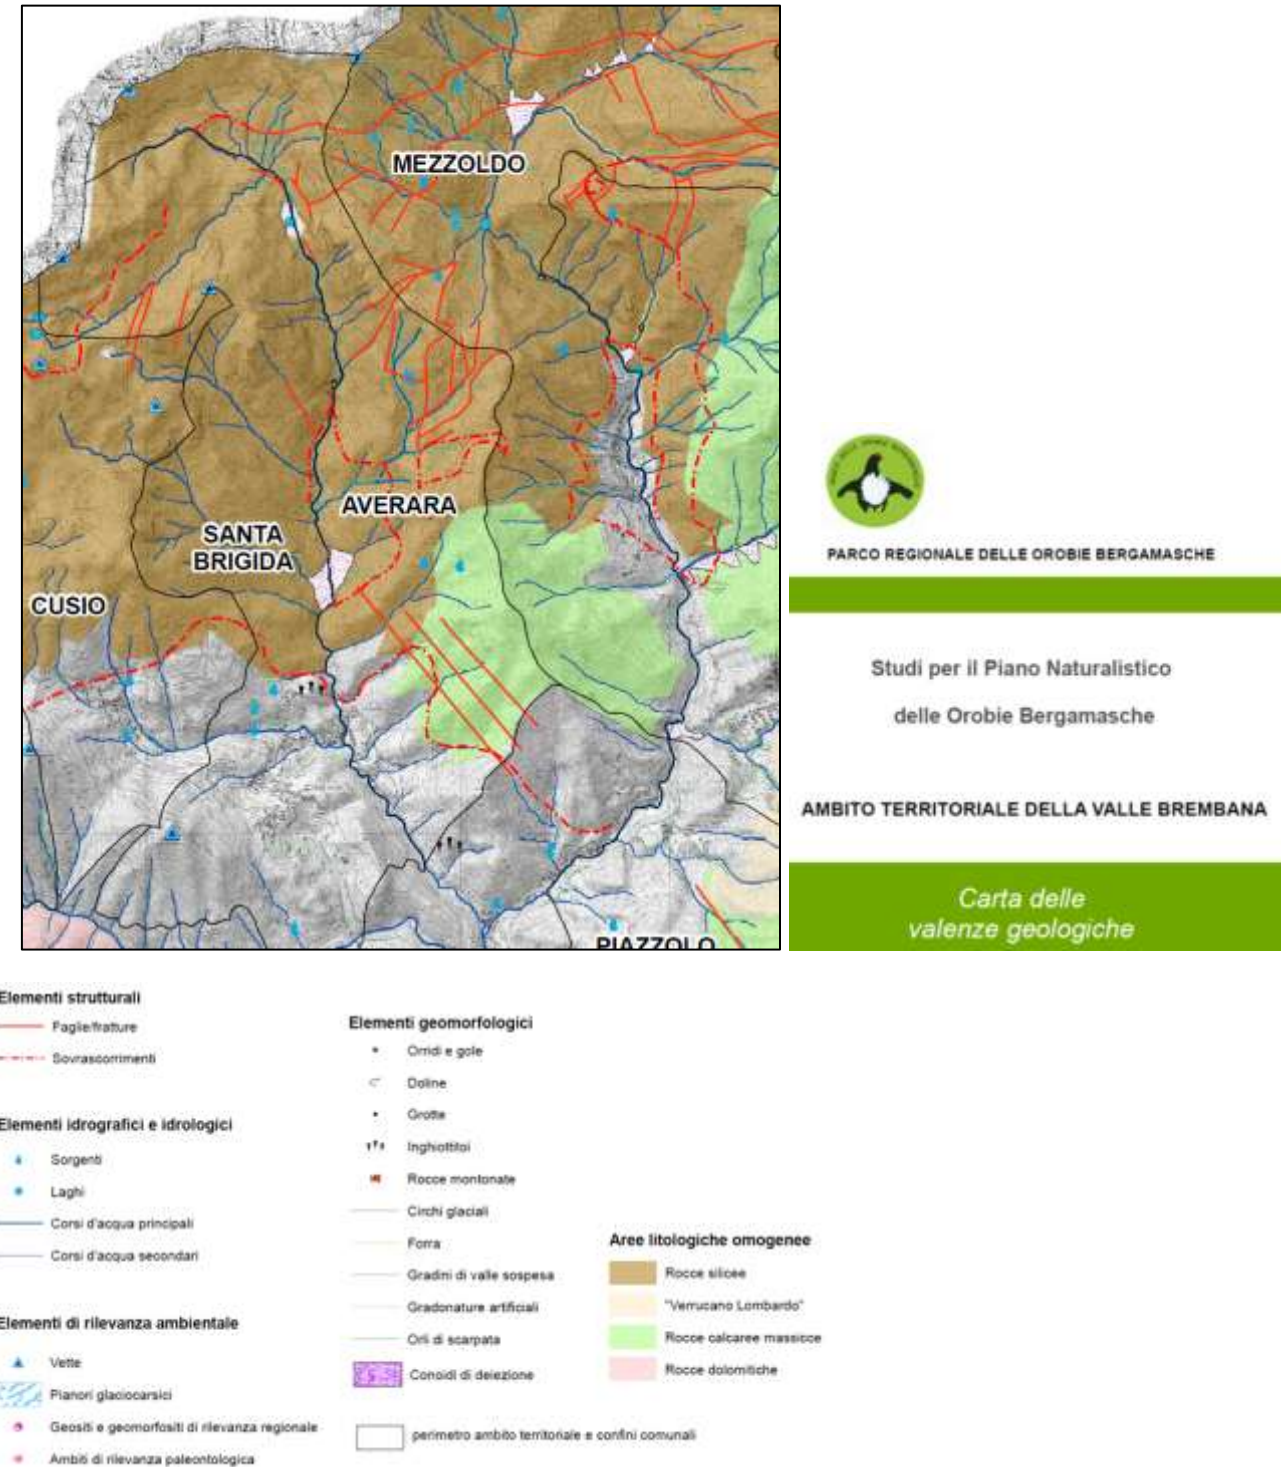 MEZZOLDO
AVERARA
SANTA
BRIGIDA
CUSIO
PIAZZOLO
PARCO REGIONALE DELLE OROBIE BERGAMASCHE
Studi per il Piano Naturalistico
delle Orobie Bergamasche
AMBITO TERRITORIALE DELLA VALLE BREMBANA
Carta delle
valenze geologiche
Elementi strutturali
Faglie/fratture
Sovrascorrimenti
Elementi idrografici e idrologici
Sorgenti
Laghi
Corsi d'acqua principali
Corsi d'acqua secondari
Elementi di rilevanza ambientale
Vette
Pianori glaciocarsici
Geositi e geomorfositi di rilevanza regionale
Ambiti di rilevanza paleontologica
Elementi geomorfologici
Orridi e gole
Doline
Grotte
Inghiottitoi
Rocce montonate
Circhi glaciali
Forra
Gradini di valle sospesa
Gradonature artificiali
Orli di scarpata
Conoidi di deiezione
perimetro ambito territoriale e confini comunali
Aree litologiche omogenee
Rocce silicee
"Verrucano Lombardo"
Rocce calcaree massicce
Rocce dolomitiche